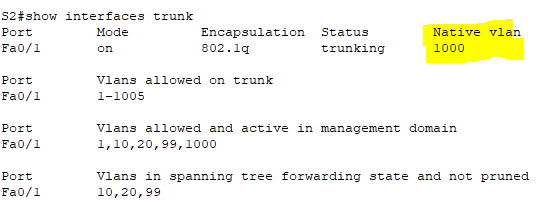 S2#show interfaces trunk
Port Mode Encapsulation Status Native vlan
Fa0/1 on 802.1q trunking 1000
Port Vlans allowed on trunk
Fa0/1 1-1005
Port Vlans allowed and active in management domain
Fa0/1 1,10,20,99,1000
Port Vlans in spanning tree forwarding state and not pruned
Fa0/1 10,20,99